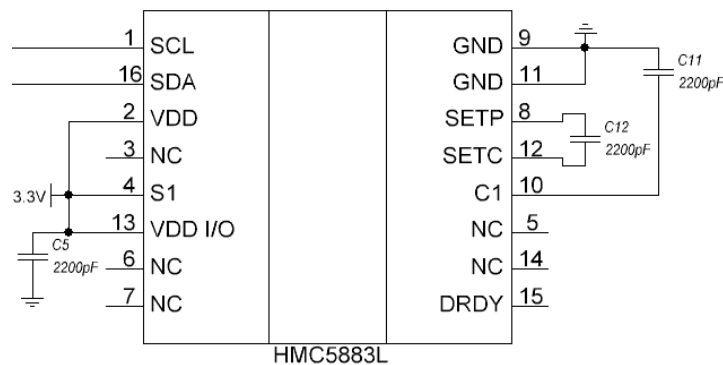 1 SCL GND 9
16 SDA GND 11
C11
2200pF
2 VDD SETP 8
C12
2200pF
3 NC SETC 12
3.3V 4 S1 C1 10
13 VDD I/O NC 5
C5
2200pF
6 NC NC 14
7 NC DRDY 15
HMC5883L